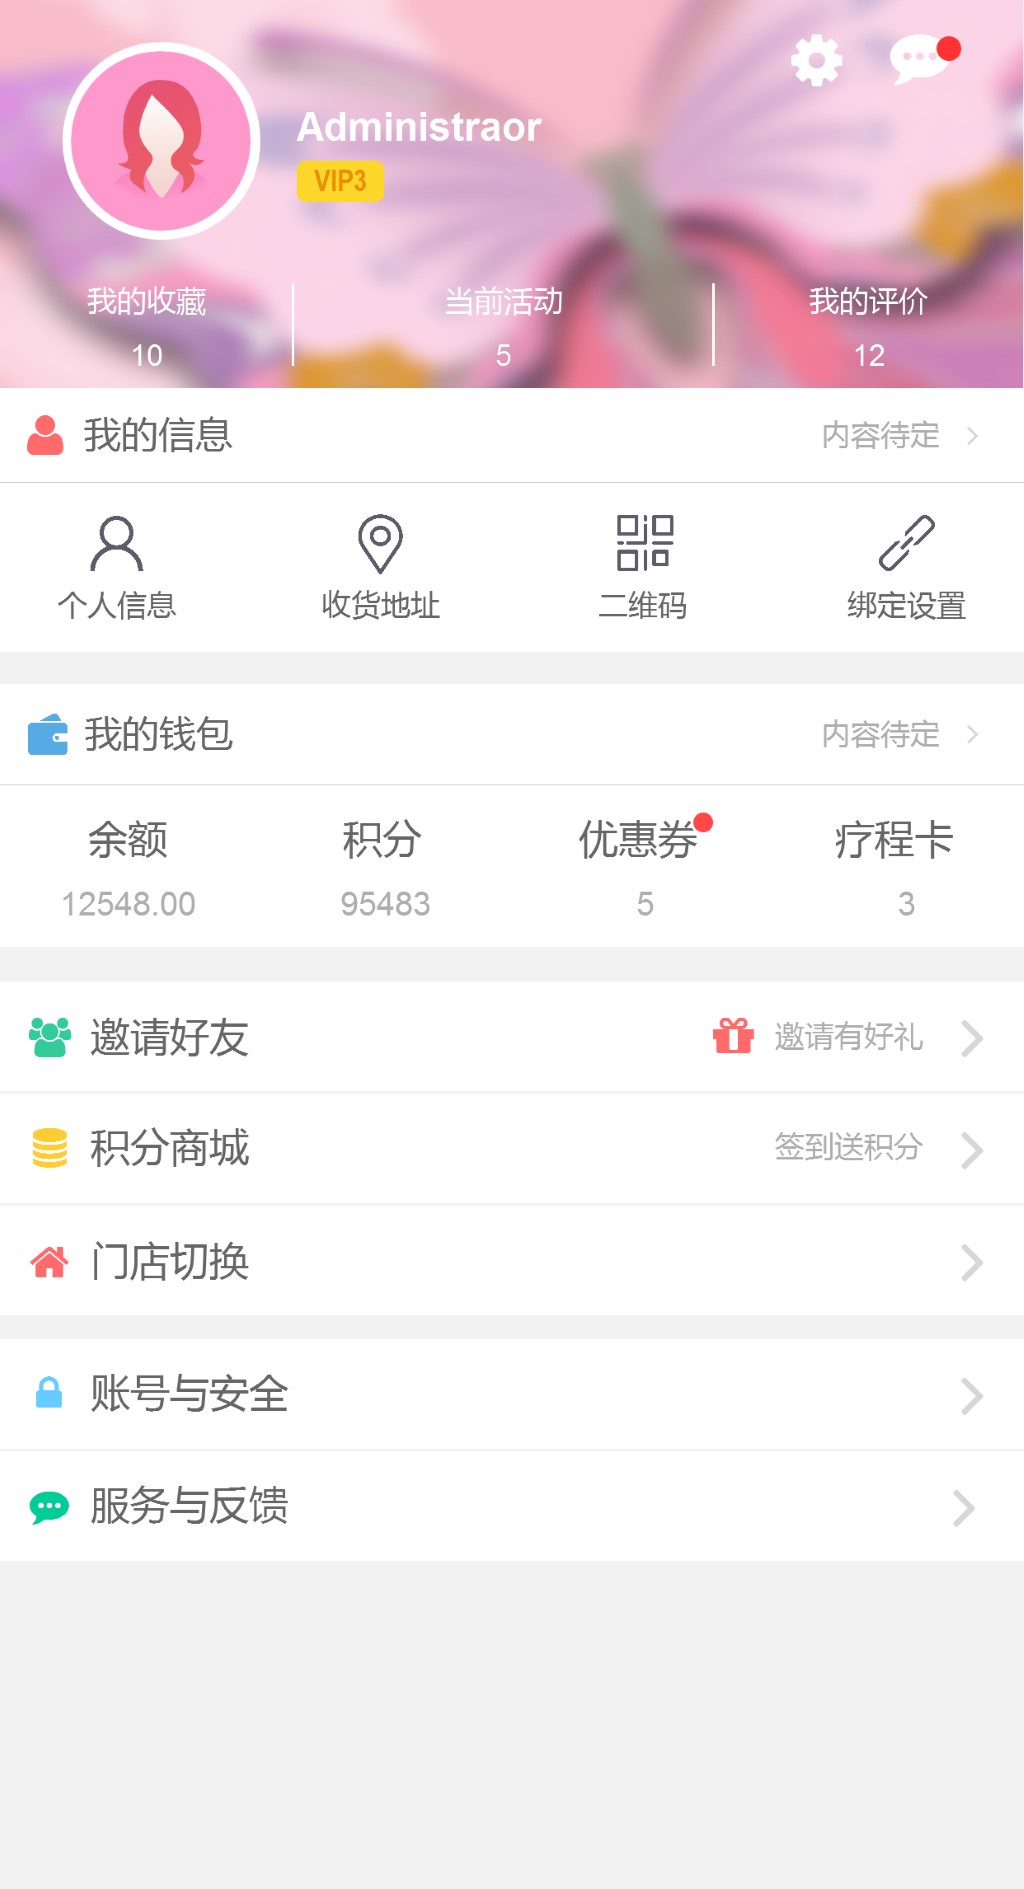 Administraor
VIP3
我的收藏 当前活动 我的评价
10 5 12
我的信息 内容待定
个人信息 收货地址 二维码 绑定设置
我的钱包 内容待定
余额 积分 优惠券 疗程卡
12548.00 95483 5 3
邀请好友 邀请有好礼
积分商城 签到送积分
门店切换
账号与安全
服务与反馈